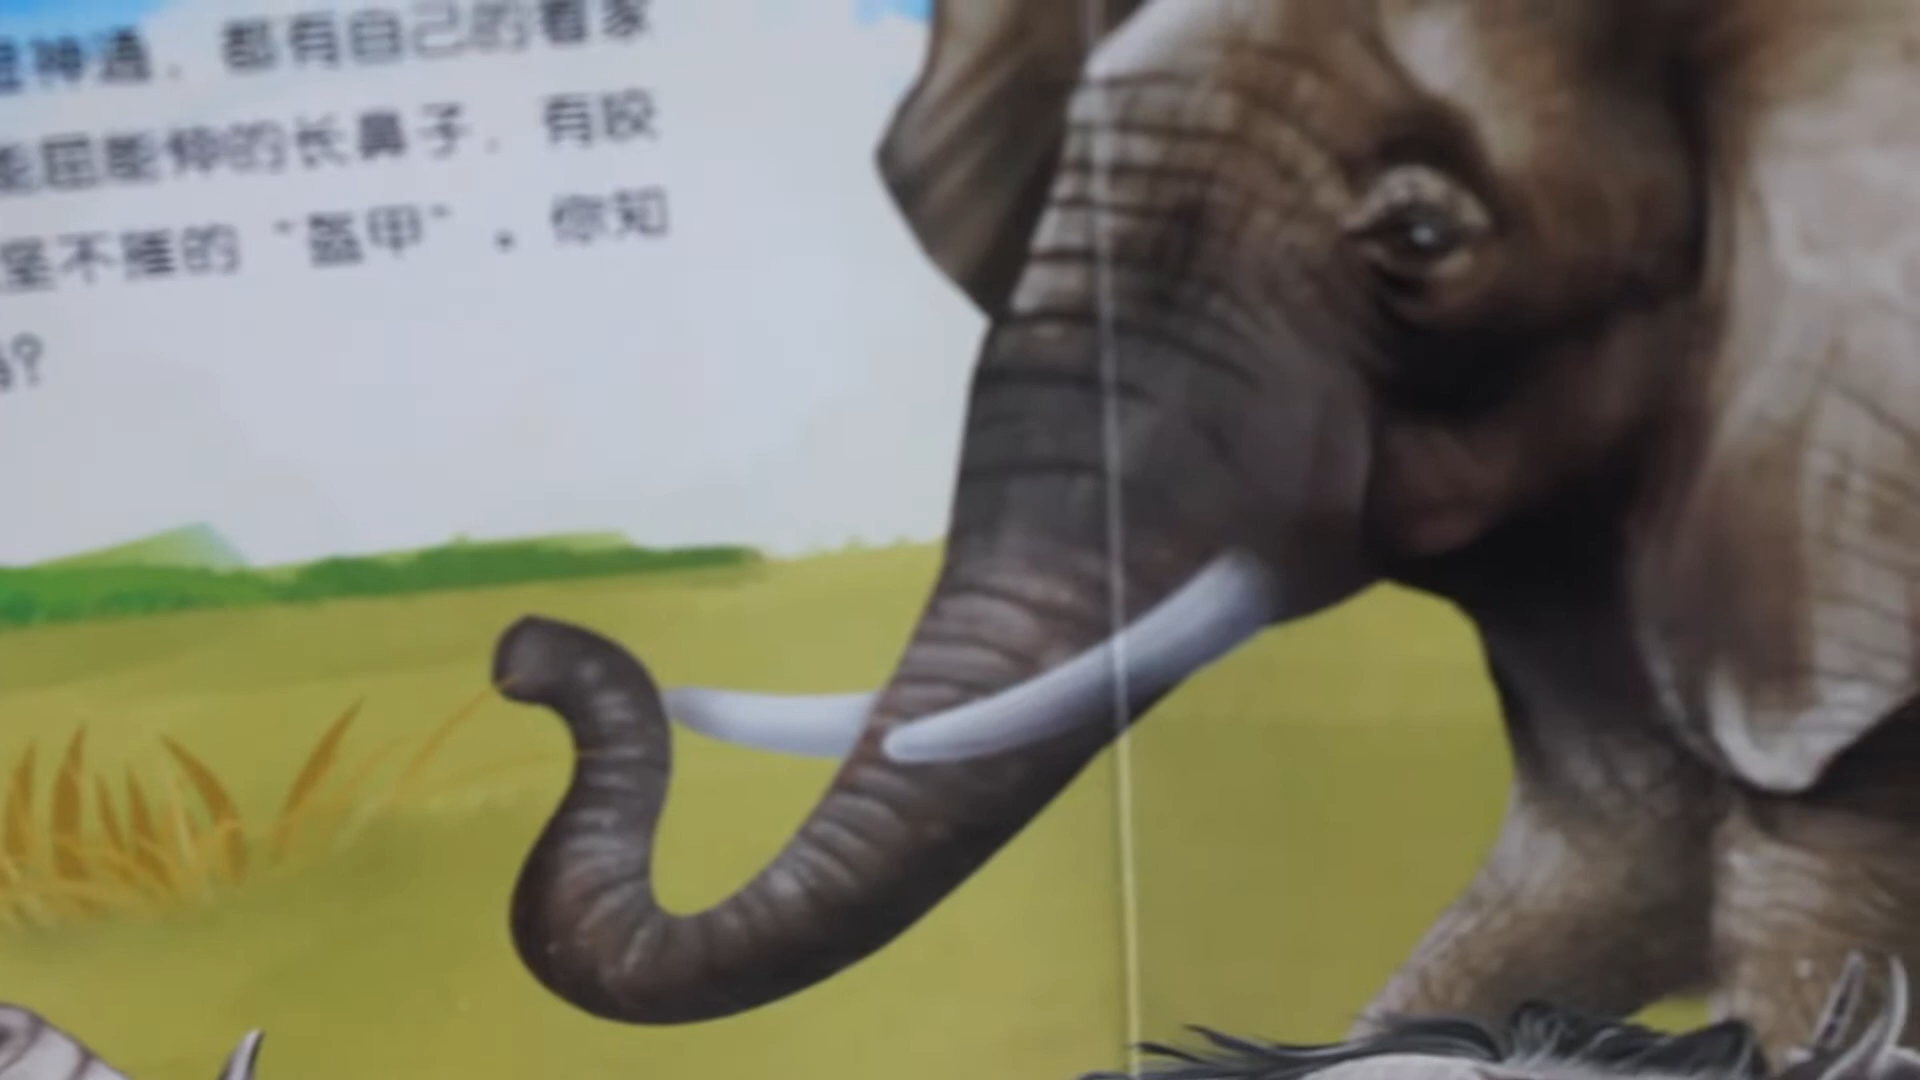 神通，都有自己的看家
能屈能伸的长鼻子，有皎
坚不摧的“盔甲”。你知
吗？